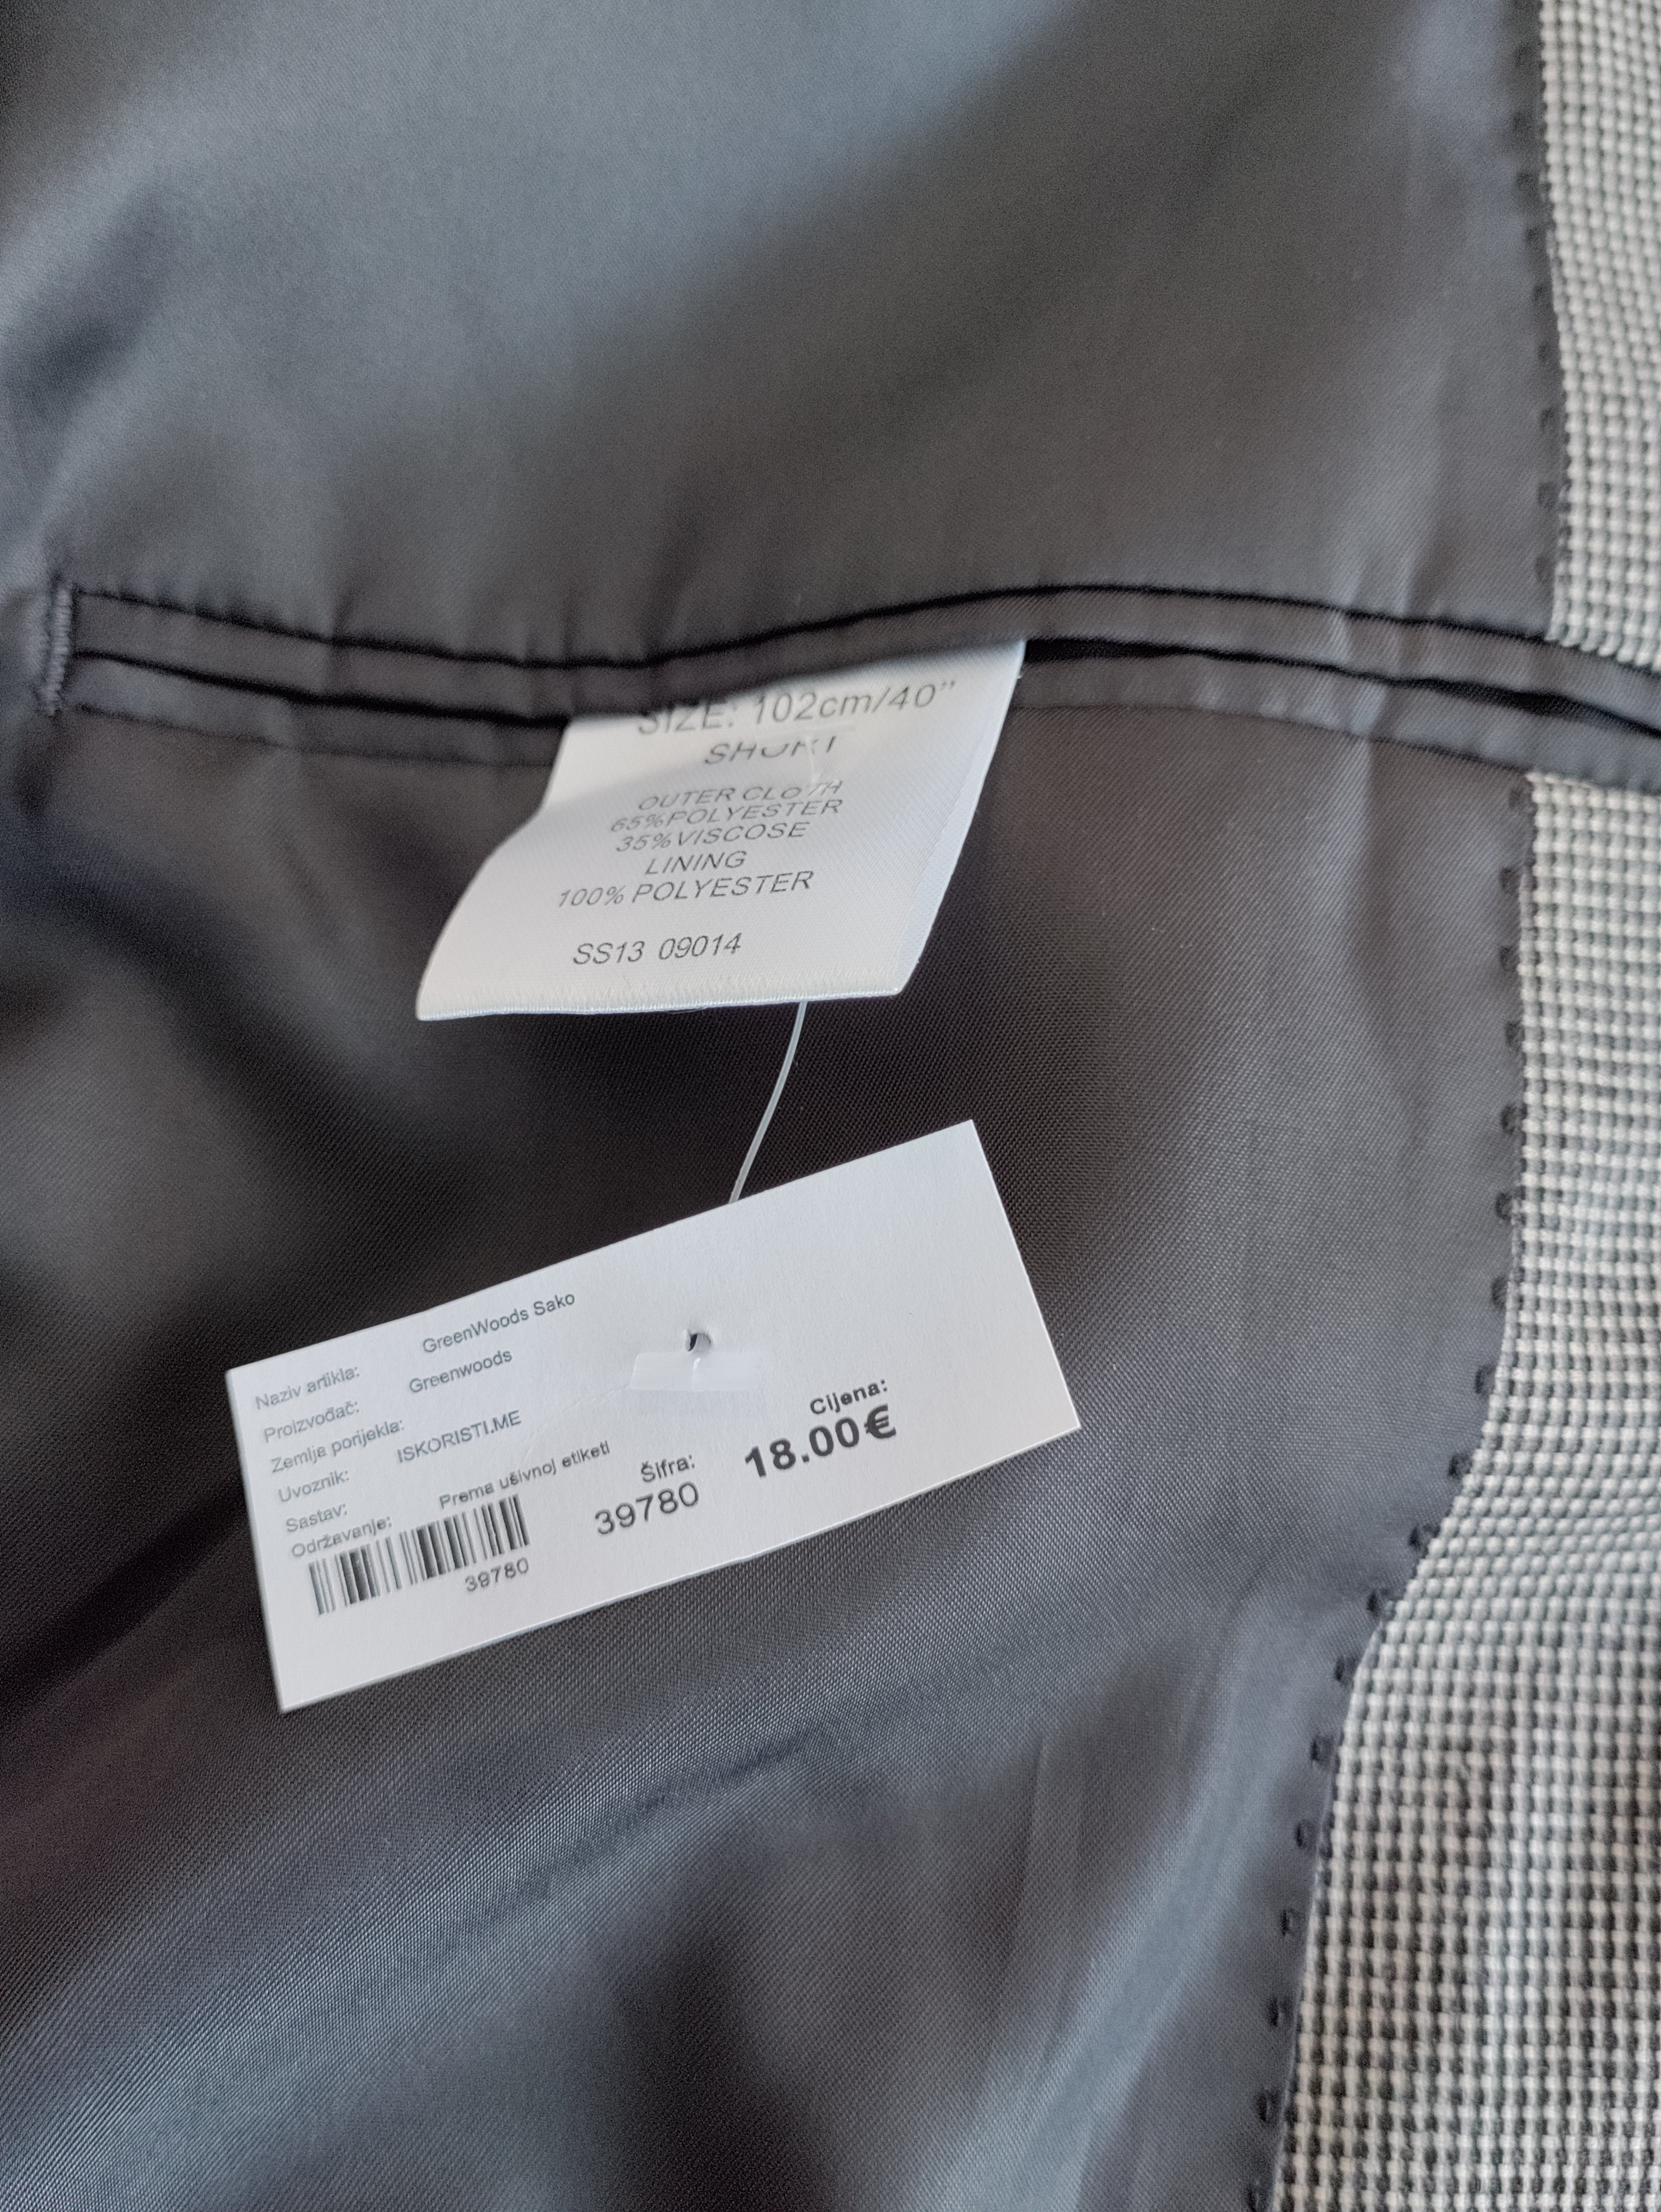 SIZE: 102cm/40”
SHORT
OUTER CLOTH
65%POLYESTER
35%VISCOSE
LINING
100% POLYESTER
SS13 09014
Naziv artikla: GreenWoods Sako
Proizvođač: Greenwoods
Zemlja porijekla:
Uvoznik: ISKORISTI.ME
Sastav:
Održavanje: Prema ušivnoj etiketi
39780
Šifra:
39780
Cijena:
18.00€